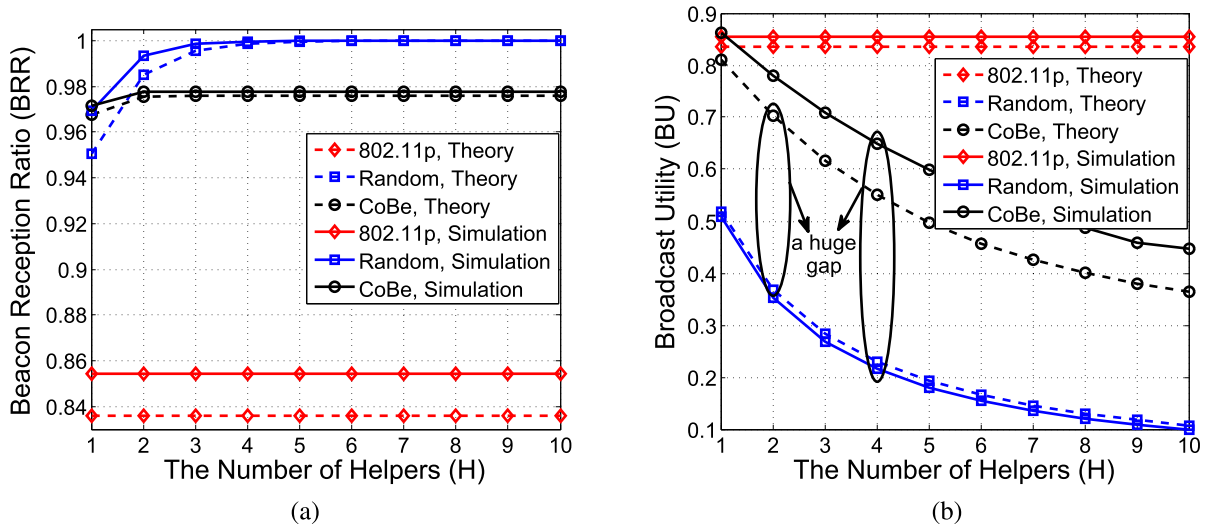 Beacon Reception Ratio (BRR)
1
0.98
0.96
0.94
0.92
0.9
0.88
0.86
0.84
802.11p, Theory
Random, Theory
CoBe, Theory
802.11p, Simulation
Random, Simulation
CoBe, Simulation
1 2 3 4 5 6 7 8 9 10
The Number of Helpers (H)
(a)
Broadcast Utility (BU)
0.9
0.8
0.7
0.6
0.5
0.4
0.3
0.2
0.1
802.11p, Theory
Random, Theory
CoBe, Theory
802.11p, Simulation
Random, Simulation
CoBe, Simulation
a huge
gap
1 2 3 4 5 6 7 8 9 10
The Number of Helpers (H)
(b)